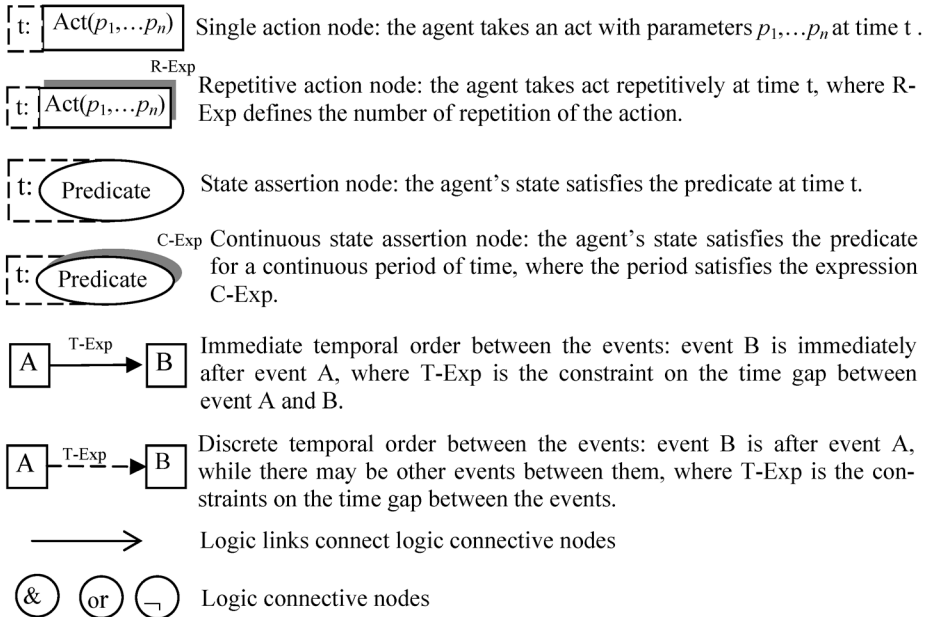 t: Act(p₁,…pₙ) Single action node: the agent takes an act with parameters p₁,…pₙ at time t .
R-Exp
t: Act(p₁,…pₙ) Repetitive action node: the agent takes act repetitively at time t, where R-
Exp defines the number of repetition of the action.
t: Predicate State assertion node: the agent's state satisfies the predicate at time t.
C-Exp
t: Predicate Continuous state assertion node: the agent's state satisfies the predicate
for a continuous period of time, where the period satisfies the expression
C-Exp.
A T-Exp B Immediate temporal order between the events: event B is immediately
after event A, where T-Exp is the constraint on the time gap between
event A and B.
A T-Exp B Discrete temporal order between the events: event B is after event A,
while there may be other events between them, where T-Exp is the con-
straints on the time gap between the events.
Logic links connect logic connective nodes
& or ¬ Logic connective nodes